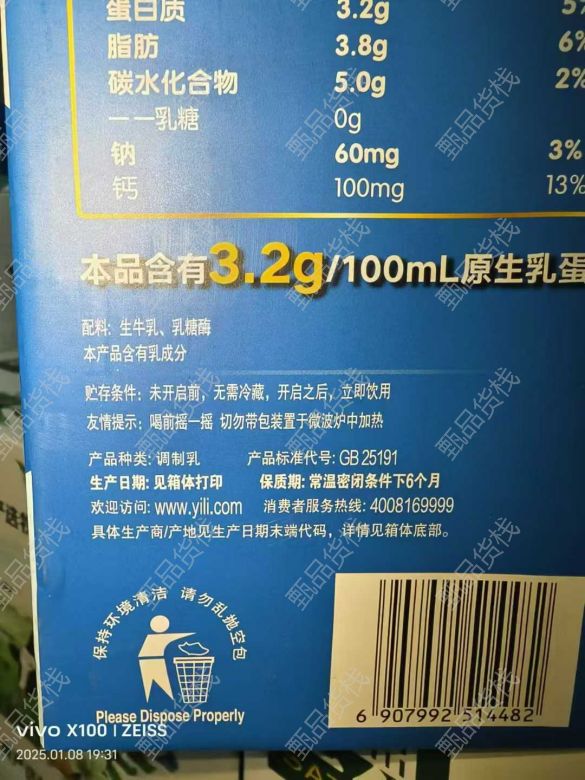 蛋白质 3.2g 5%
脂肪 3.8g 6%
碳水化合物 5.0g 2%
——乳糖 0g
钠 60mg 3%
钙 100mg 13%
本品含有3.2g/100mL原生乳蛋
配料: 生牛乳、乳糖酶
本产品含有乳成分
贮存条件: 未开启前, 无需冷藏, 开启之后, 立即饮用
友情提示: 喝前摇一摇 切勿带包装置于微波炉中加热
产品种类: 调制乳 产品标准代号: GB 25191
生产日期: 见箱体打印 保质期: 常温密闭条件下6个月
欢迎访问: www.yili.com 消费者服务热线: 4008169999
具体生产商/产地见生产日期末端代码, 详情见箱体底部。
保持环境清洁 请勿乱抛空包
Please Dispose Properly
6 907992 514482
vivo X100 | ZEISS
2025.01.08 19:31
甄品货栈